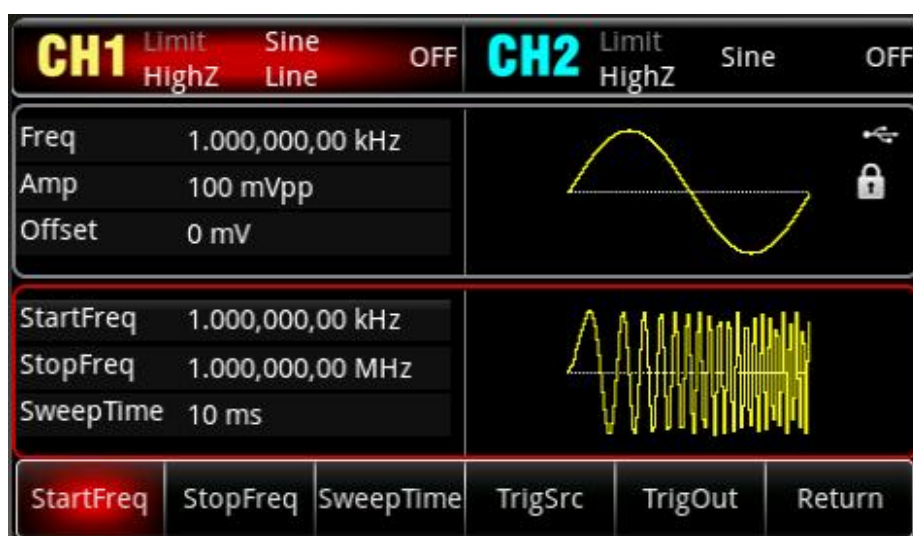 CH1 Limit Sine OFF CH2 Limit Sine OFF
HighZ Line HighZ
Freq 1.000,000,00 kHz
Amp 100 mVpp
Offset 0 mV
StartFreq 1.000,000,00 kHz
StopFreq 1.000,000,00 MHz
SweepTime 10 ms
StartFreq StopFreq SweepTime TrigSrc TrigOut Return